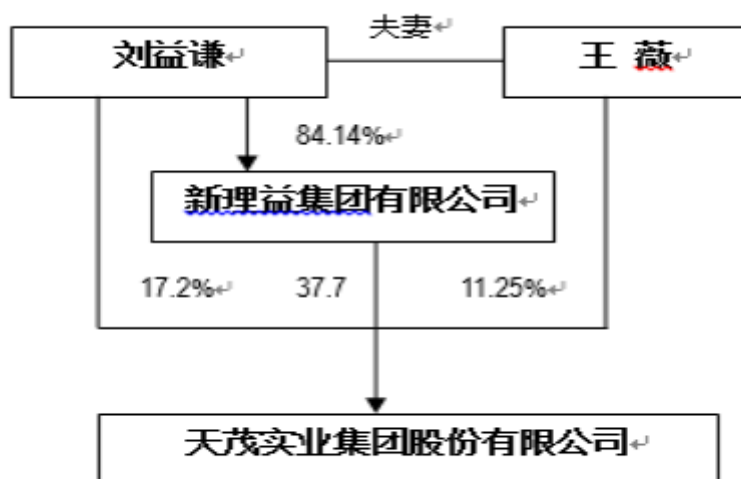 夫妻
刘益谦
王 薇
84.14%
新理益集团有限公司
17.2% 37.7 11.25%
天茂实业集团股份有限公司